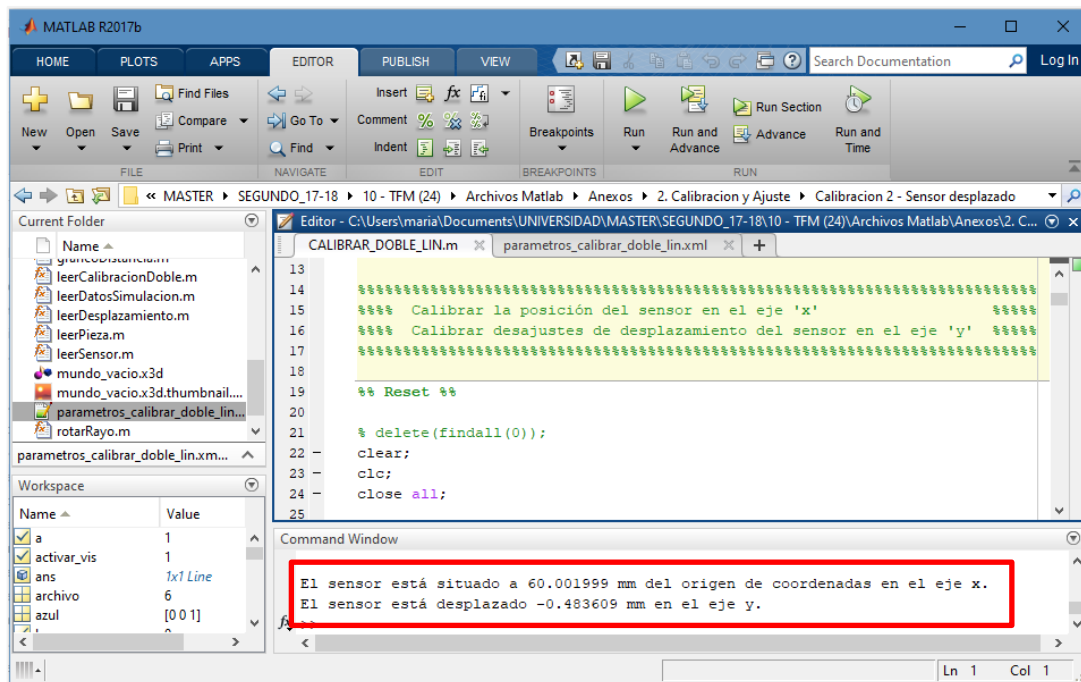 MATLAB R2017b
HOME PLOTS APPS EDITOR PUBLISH VIEW Search Documentation Log In
New Open Save Find Files Compare Print
FILE
Go To Find
NAVIGATE
Insert fx
Comment
Indent
EDIT
Breakpoints
BREAKPOINTS
Run Run and Advance Run Section Advance Run and Time
RUN
« MASTER SEGUNDO_17-18 10 - TFM (24) Archivos Matlab Anexos 2. Calibracion y Ajuste Calibracion 2 - Sensor desplazado
Current Folder
Name
leerCalibracionDoble.m
leerDatosSimulacion.m
leerDesplazamiento.m
leerPieza.m
leerSensor.m
mundo_vacio.x3d
mundo_vacio.x3d.thumbnail....
parametros_calibrar_doble_lin...
rotarRayo.m
parametros_calibrar_doble_lin.xm...
Workspace
Name Value
a 1
activar_vis 1
ans 1x1 Line
archivo 6
azul [0 0 1]
Editor - C:\Users\maria\Documents\UNIVERSIDAD\MASTER\SEGUNDO_17-18\10 - TFM (24)\Archivos Matlab\Anexos\2. C...
CALIBRAR_DOBLE_LIN.m parametros_calibrar_doble_lin.xml +
13
14 %%%%%%%%%%%%%%%%%%%%%%%%%%%%%%%%%%%%%%%%%%%%%%%%%%%%%%%%%%%%%%%%%%%%%%%%%%%
15 %%%% Calibrar la posición del sensor en el eje 'x' %%%%%
16 %%%% Calibrar desajustes de desplazamiento del sensor en el eje 'y' %%%%%
17 %%%%%%%%%%%%%%%%%%%%%%%%%%%%%%%%%%%%%%%%%%%%%%%%%%%%%%%%%%%%%%%%%%%%%%%%%%%
18
19 %% Reset %%
20
21 % delete(findall(0));
22 – clear;
23 – clc;
24 – close all;
25
Command Window
El sensor está situado a 60.001999 mm del origen de coordenadas en el eje x.
El sensor está desplazado -0.483609 mm en el eje y.
fx >>
Ln 1 Col 1